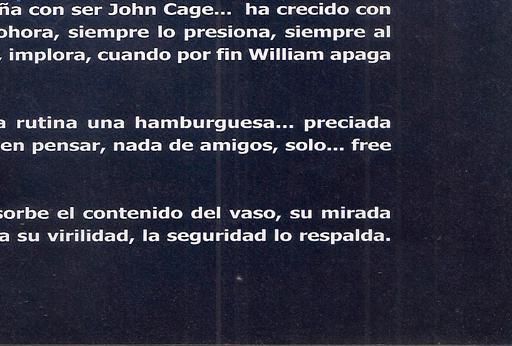 ña con ser John Cage... ha crecido con
ohora, siempre lo presiona, siempre al
, implora, cuando por fin William apaga
a rutina una hamburguesa... preciada
en pensar, nada de amigos, solo... free
sorbe el contenido del vaso, su mirada
a su virilidad, la seguridad lo respalda.